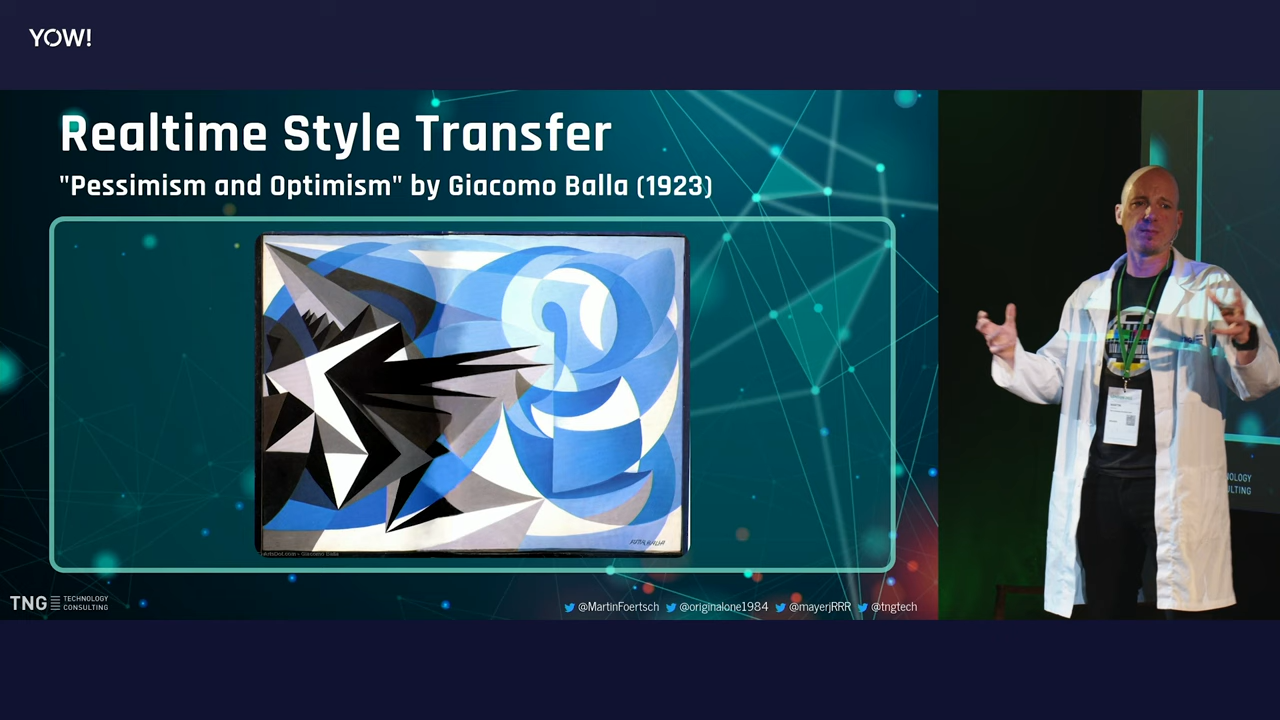 YOW!
Realtime Style Transfer
"Pessimism and Optimism" by Giacomo Balla (1923)
TNG TECHNOLOGY
CONSULTING
@MartinFoertsch @originalone1984 @mayerjRRR @tngtech